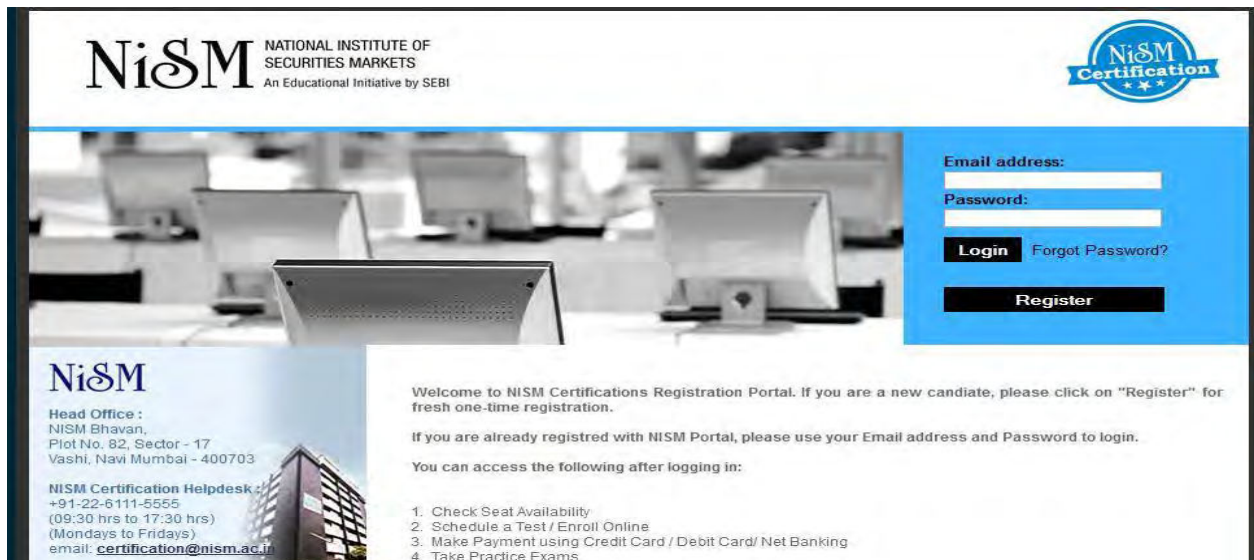 NiSM
NATIONAL INSTITUTE OF
SECURITIES MARKETS
An Educational Initiative by SEBI
NiSM
Certification
Email address:
Password:
Login Forgot Password?
Register
NiSM
Head Office :
NISM Bhavan,
Plot No. 82, Sector - 17
Vashi, Navi Mumbai - 400703
NISM Certification Helpdesk :
+91-22-6111-5555
(09:30 hrs to 17:30 hrs)
(Mondays to Fridays)
email: certification@nism.ac.in
Welcome to NISM Certifications Registration Portal. If you are a new candiate, please click on "Register" for
fresh one-time registration.
If you are already registred with NISM Portal, please use your Email address and Password to login.
You can access the following after logging in:
1. Check Seat Availability
2. Schedule a Test / Enroll Online
3. Make Payment using Credit Card / Debit Card/ Net Banking
4. Take Practice Exams